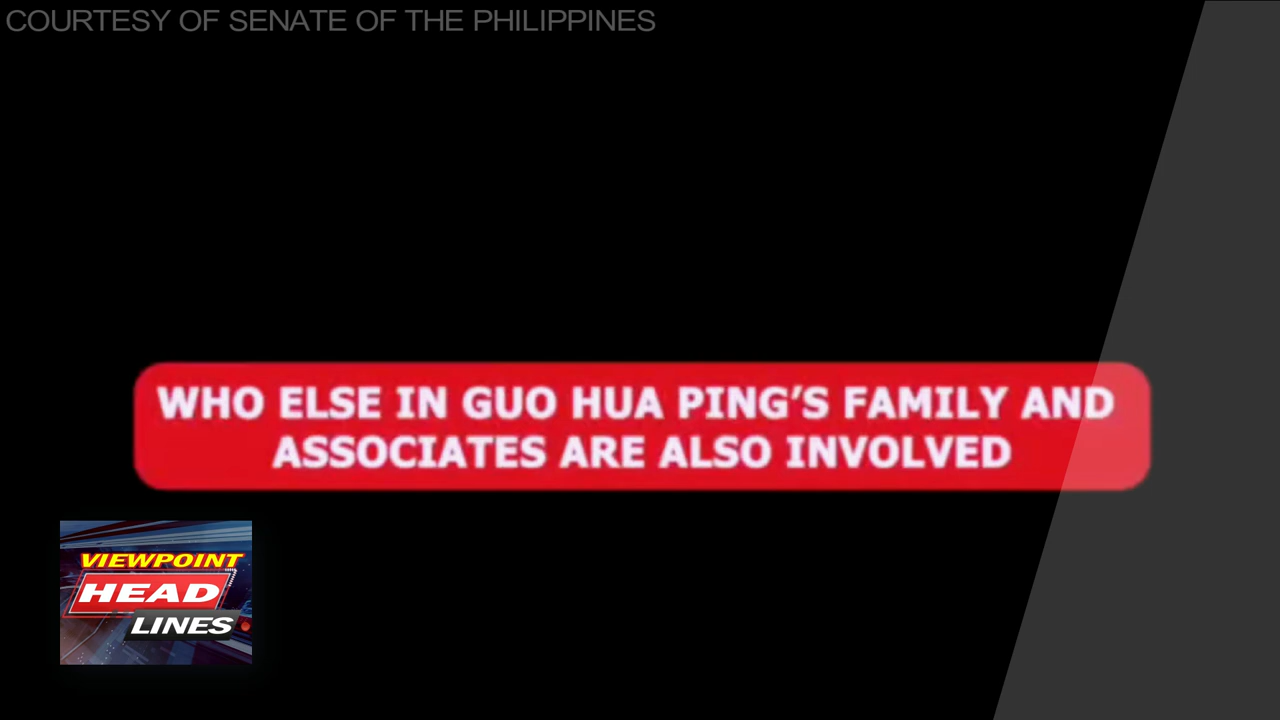 COURTESY OF SENATE OF THE PHILIPPINES
WHO ELSE IN GUO HUA PING’S FAMILY AND
ASSOCIATES ARE ALSO INVOLVED
VIEWPOINT
HEAD
LINES